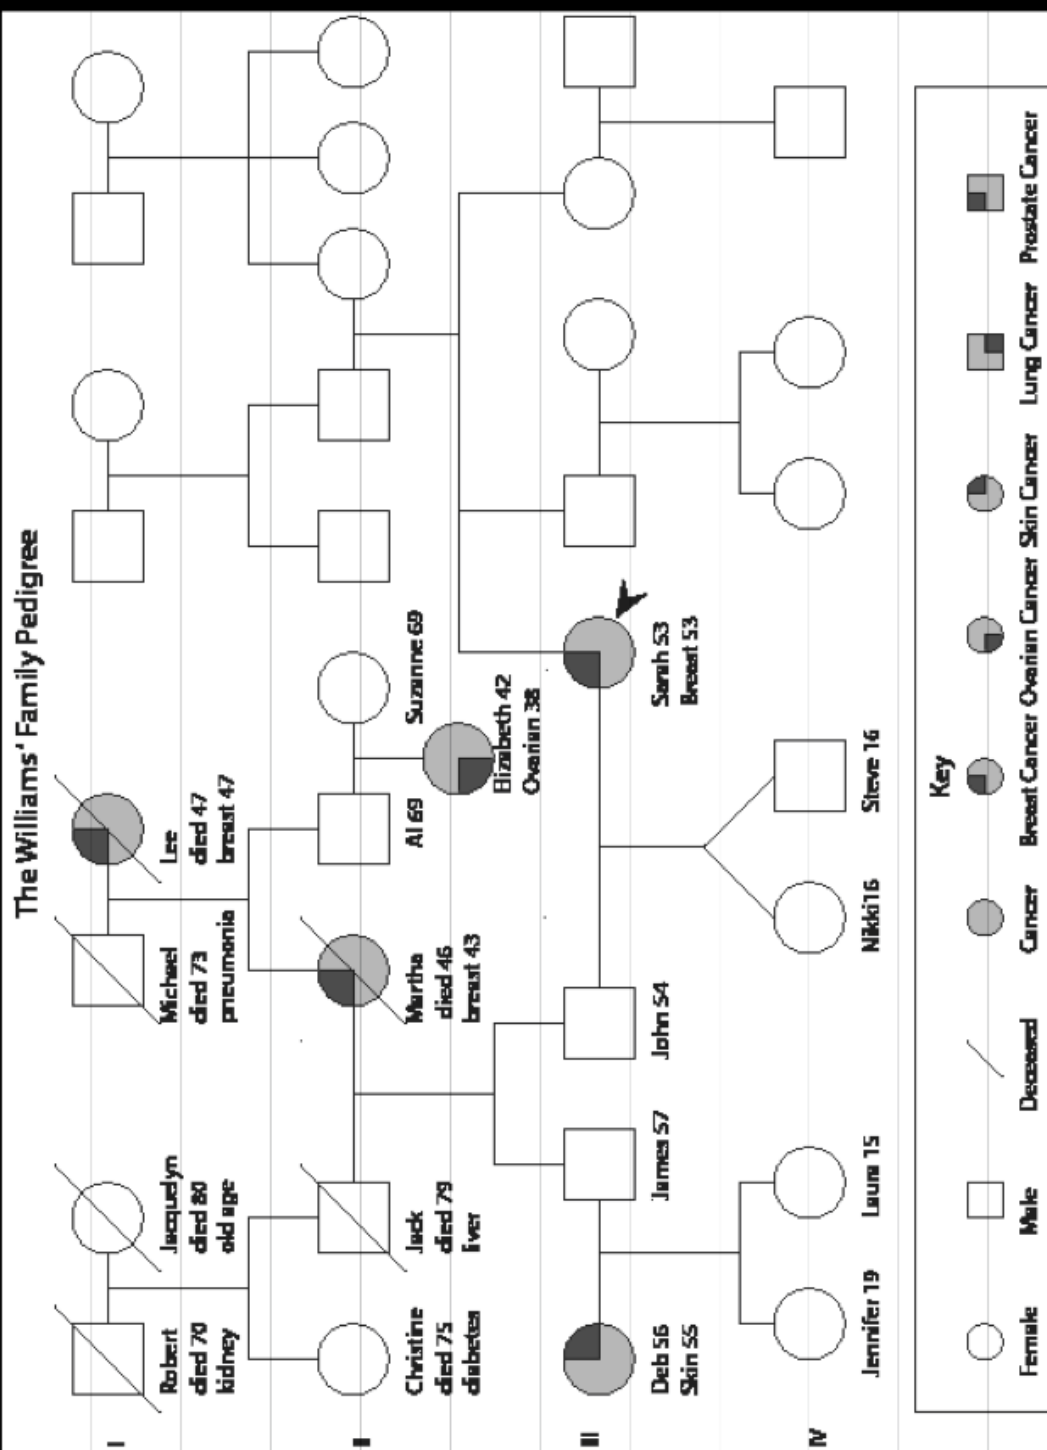 The Williams' Family Pedigree
I
Robert
died 70
kidney
Jacquelyn
died 80
old age
Michael
died 73
pneumonia
Lee
died 47
breast 47
II
Christine
died 75
diabetes
Jack
died 79
liver
Martha
died 46
breast 43
Al 69
Suzanne 69
Elizabeth 42
Ovarian 38
III
Deb 56
Skin 55
James 57
John 54
Sarah 53
Breast 53
IV
Jennifer 19
Laura 15
Nikki 16
Steve 16
Key
Female
Male
Deceased
Cancer
Breast Cancer
Ovarian Cancer
Skin Cancer
Lung Cancer
Prostate Cancer